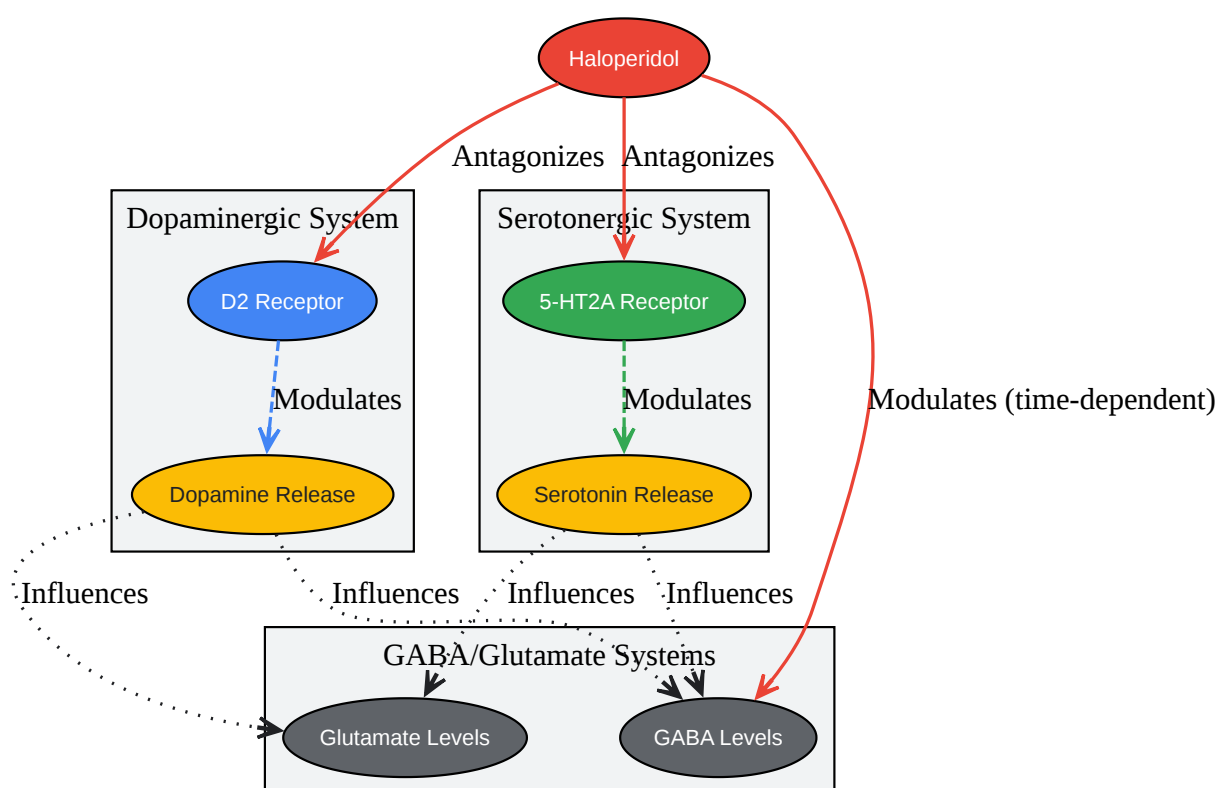 Haloperidol
Antagonizes
Antagonizes
Dopaminergic System
Serotonergic System
D2 Receptor
5-HT2A Receptor
Modulates
Modulates
Modulates (time-dependent)
Dopamine Release
Serotonin Release
Influences
Influences
Influences
Influences
GABA/Glutamate Systems
Glutamate Levels
GABA Levels